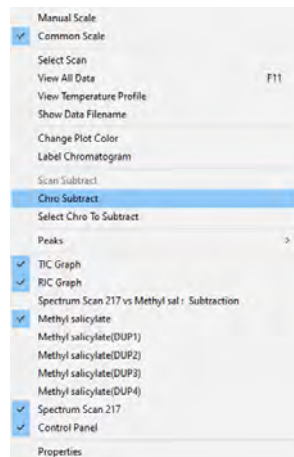 Manual Scale
Common Scale
Select Scan
View All Data F11
View Temperature Profile
Show Data Filename
Change Plot Color
Label Chromatogram
Scan Subtract
Chro Subtract
Select Chro To Subtract
Peaks >
TIC Graph
RIC Graph
Spectrum Scan 217 vs Methyl sal : Subtraction
Methyl salicylate
Methyl salicylate(DUP1)
Methyl salicylate(DUP2)
Methyl salicylate(DUP3)
Methyl salicylate(DUP4)
Spectrum Scan 217
Control Panel
Properties